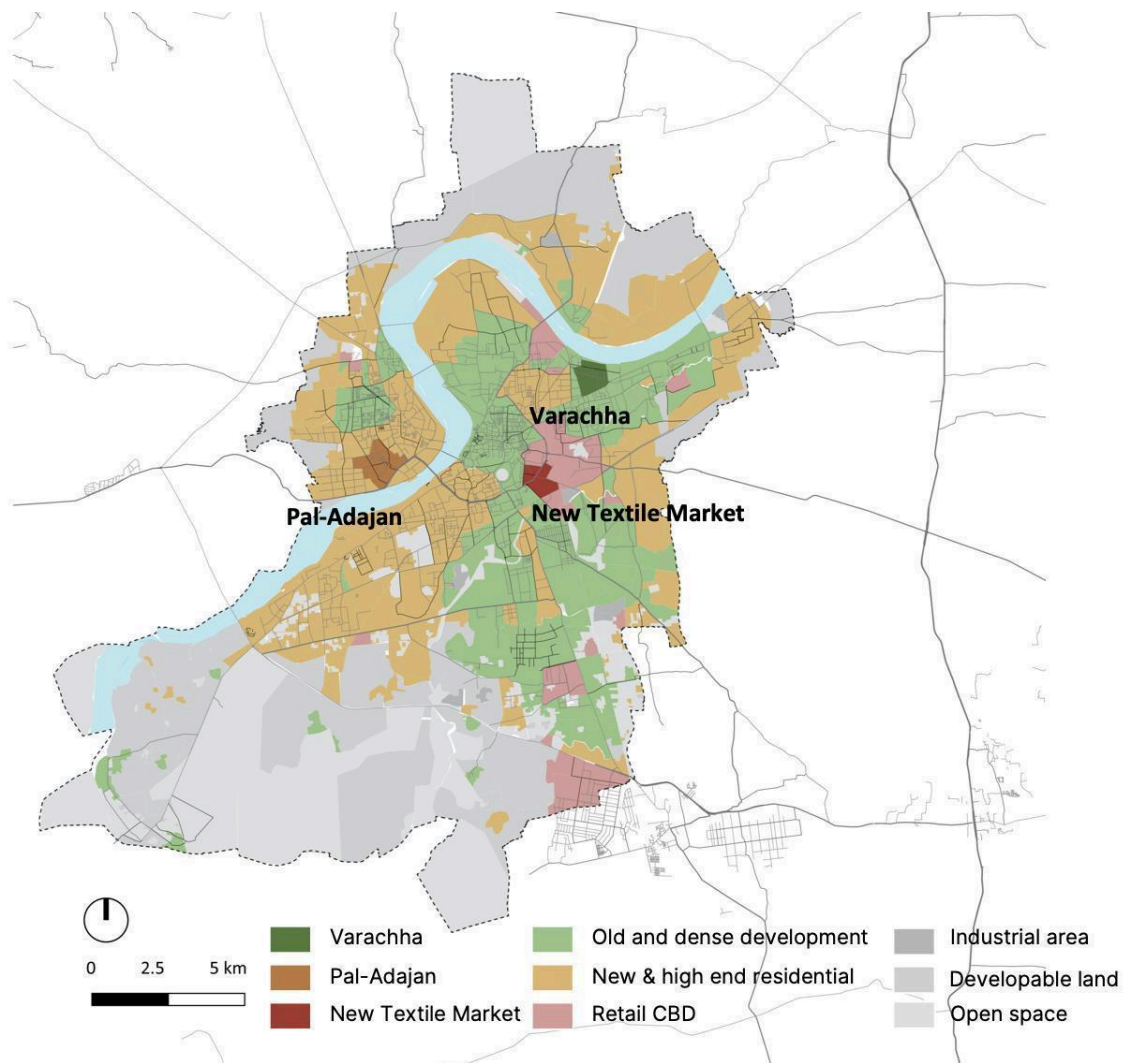 Varachha
Pal-Adajan
New Textile Market
0 2.5 5 km
Varachha
Pal-Adajan
New Textile Market
Old and dense development
New & high end residential
Retail CBD
Industrial area
Developable land
Open space